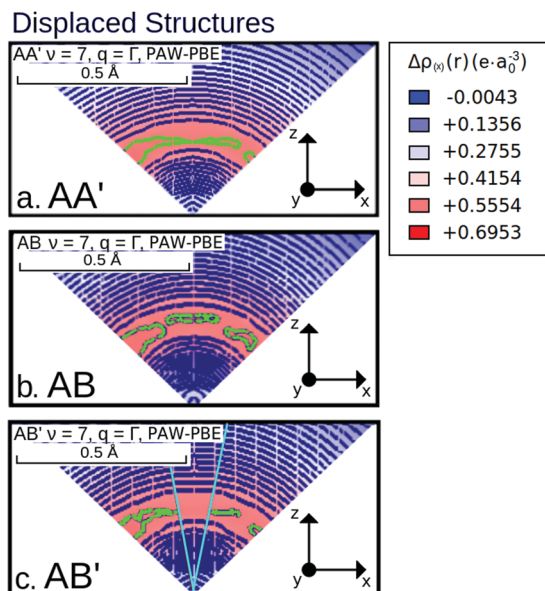 Displaced Structures
AA' ν = 7, q = Γ, PAW-PBE
0.5 Å
z
y
x
a. AA'
AB ν = 7, q = Γ, PAW-PBE
0.5 Å
z
y
x
b. AB
AB' ν = 7, q = Γ, PAW-PBE
0.5 Å
z
y
x
c. AB'
Δρ₍ₓ₎(r)(e·a₀⁻³)
-0.0043
+0.1356
+0.2755
+0.4154
+0.5554
+0.6953